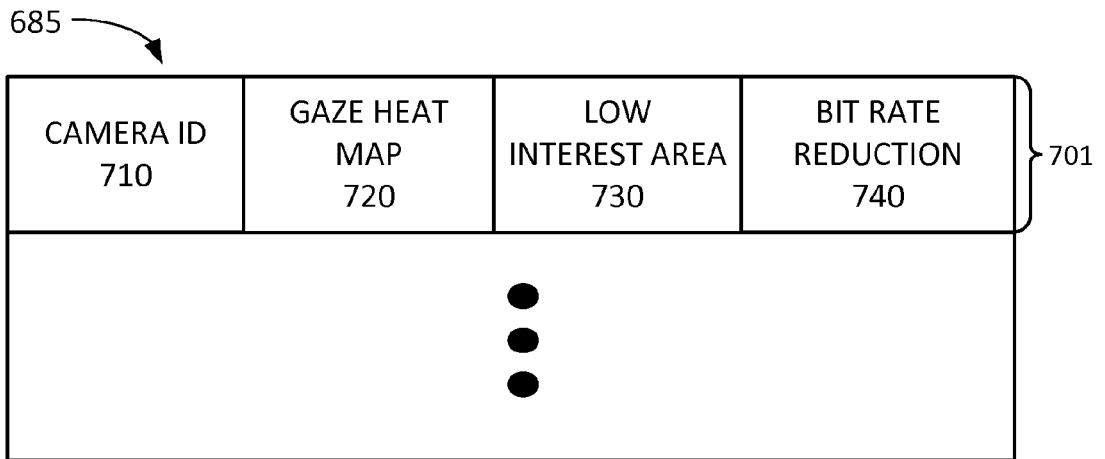 685
CAMERA ID
710
GAZE HEAT
MAP
720
LOW
INTEREST AREA
730
BIT RATE
REDUCTION
740
701